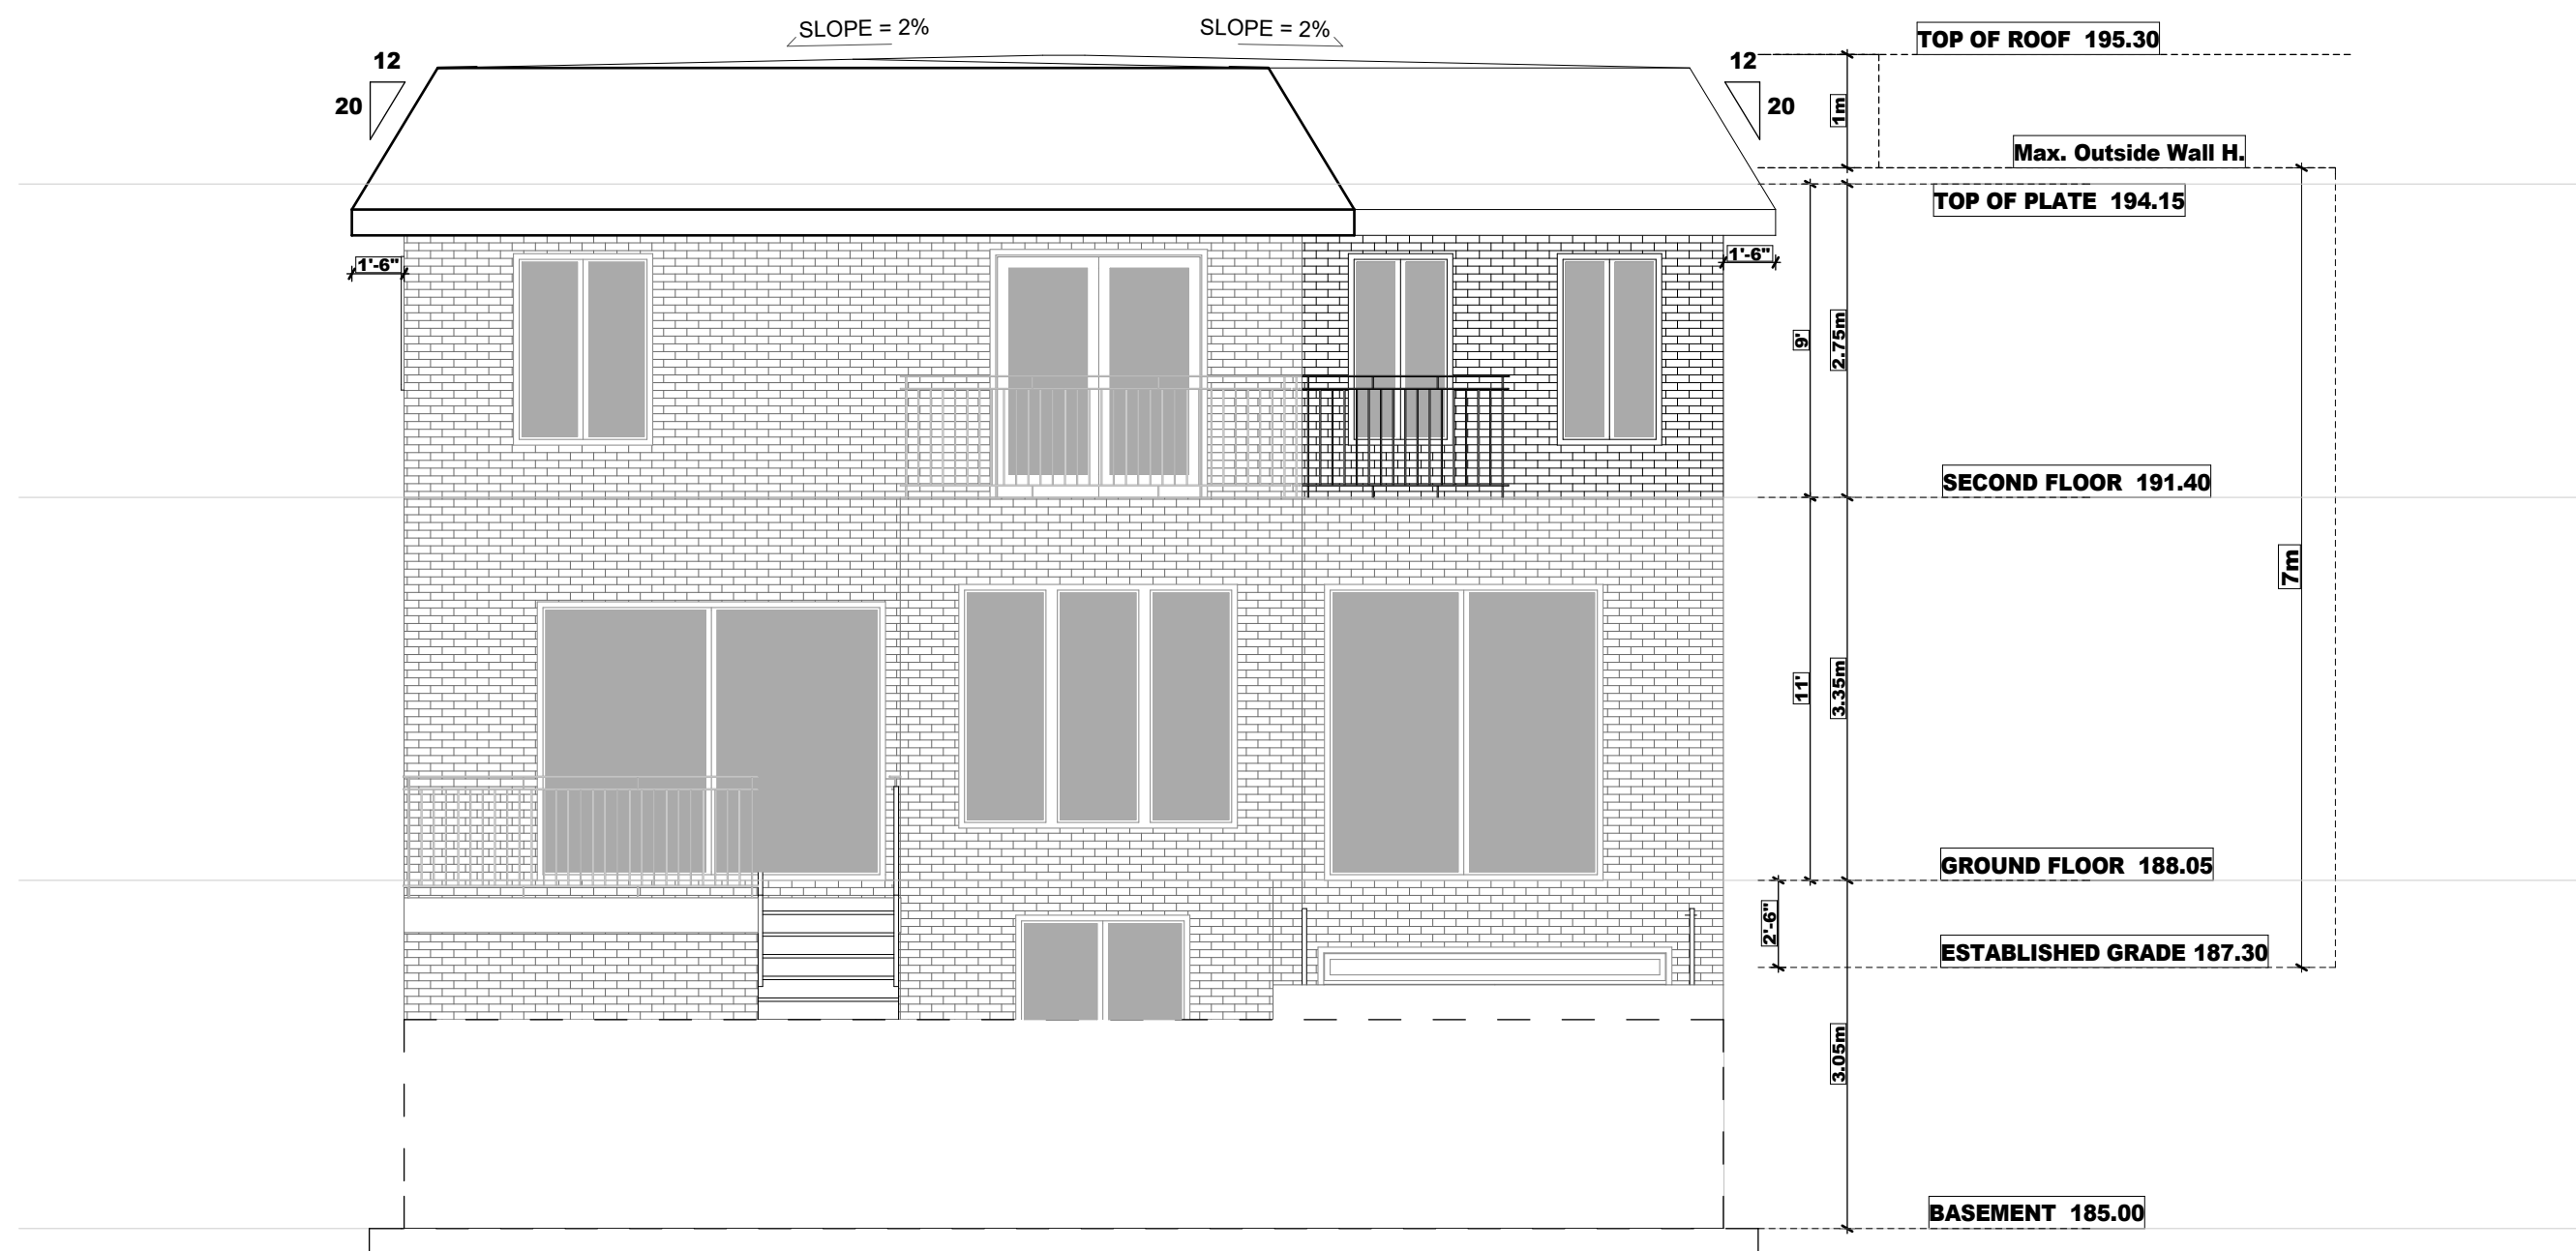 SLOPE = 2%
SLOPE = 2%
TOP OF ROOF 195.30
12
12
20
20
1m
Max. Outside Wall H.
TOP OF PLATE 194.15
1'-6"
1'-6"
9'
2.75m
SECOND FLOOR 191.40
7m
11'
3.35m
GROUND FLOOR 188.05
2'-6"
ESTABLISHED GRADE 187.30
3.05m
BASEMENT 185.00